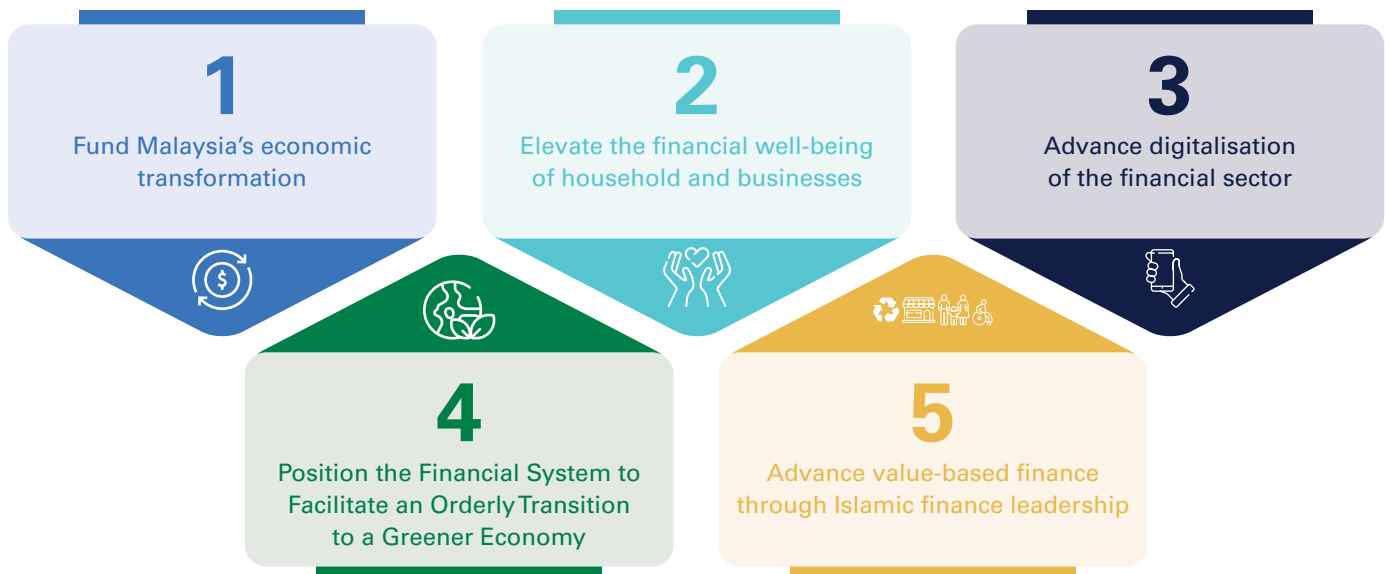 1
Fund Malaysia's economic
transformation
2
Elevate the financial well-being
of household and businesses
3
Advance digitalisation
of the financial sector
$
4
Position the Financial System to
Facilitate an Orderly Transition
to a Greener Economy
5
Advance value-based finance
through Islamic finance leadership